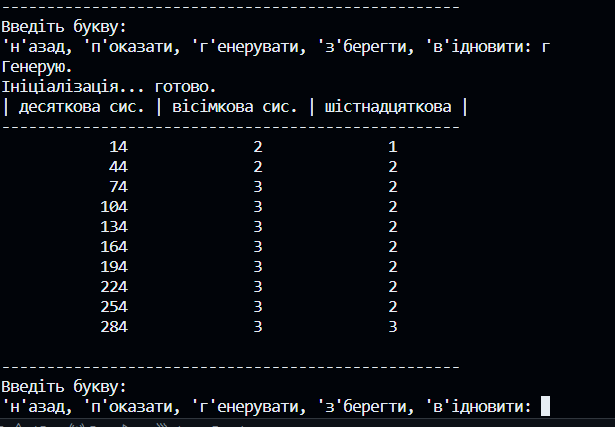 --------------------------------------------------
Введіть букву:
'н'азад, 'п'оказати, 'г'енерувати, 'з'берегти, 'в'ідновити: г
Генерую.
Ініціалізація... готово.
| десяткова сис. | вісімкова сис. | шістнадцяткова |
--------------------------------------------------
14 2 1
44 2 2
74 3 2
104 3 2
134 3 2
164 3 2
194 3 2
224 3 2
254 3 2
284 3 3
--------------------------------------------------
Введіть букву:
'н'азад, 'п'оказати, 'г'енерувати, 'з'берегти, 'в'ідновити: